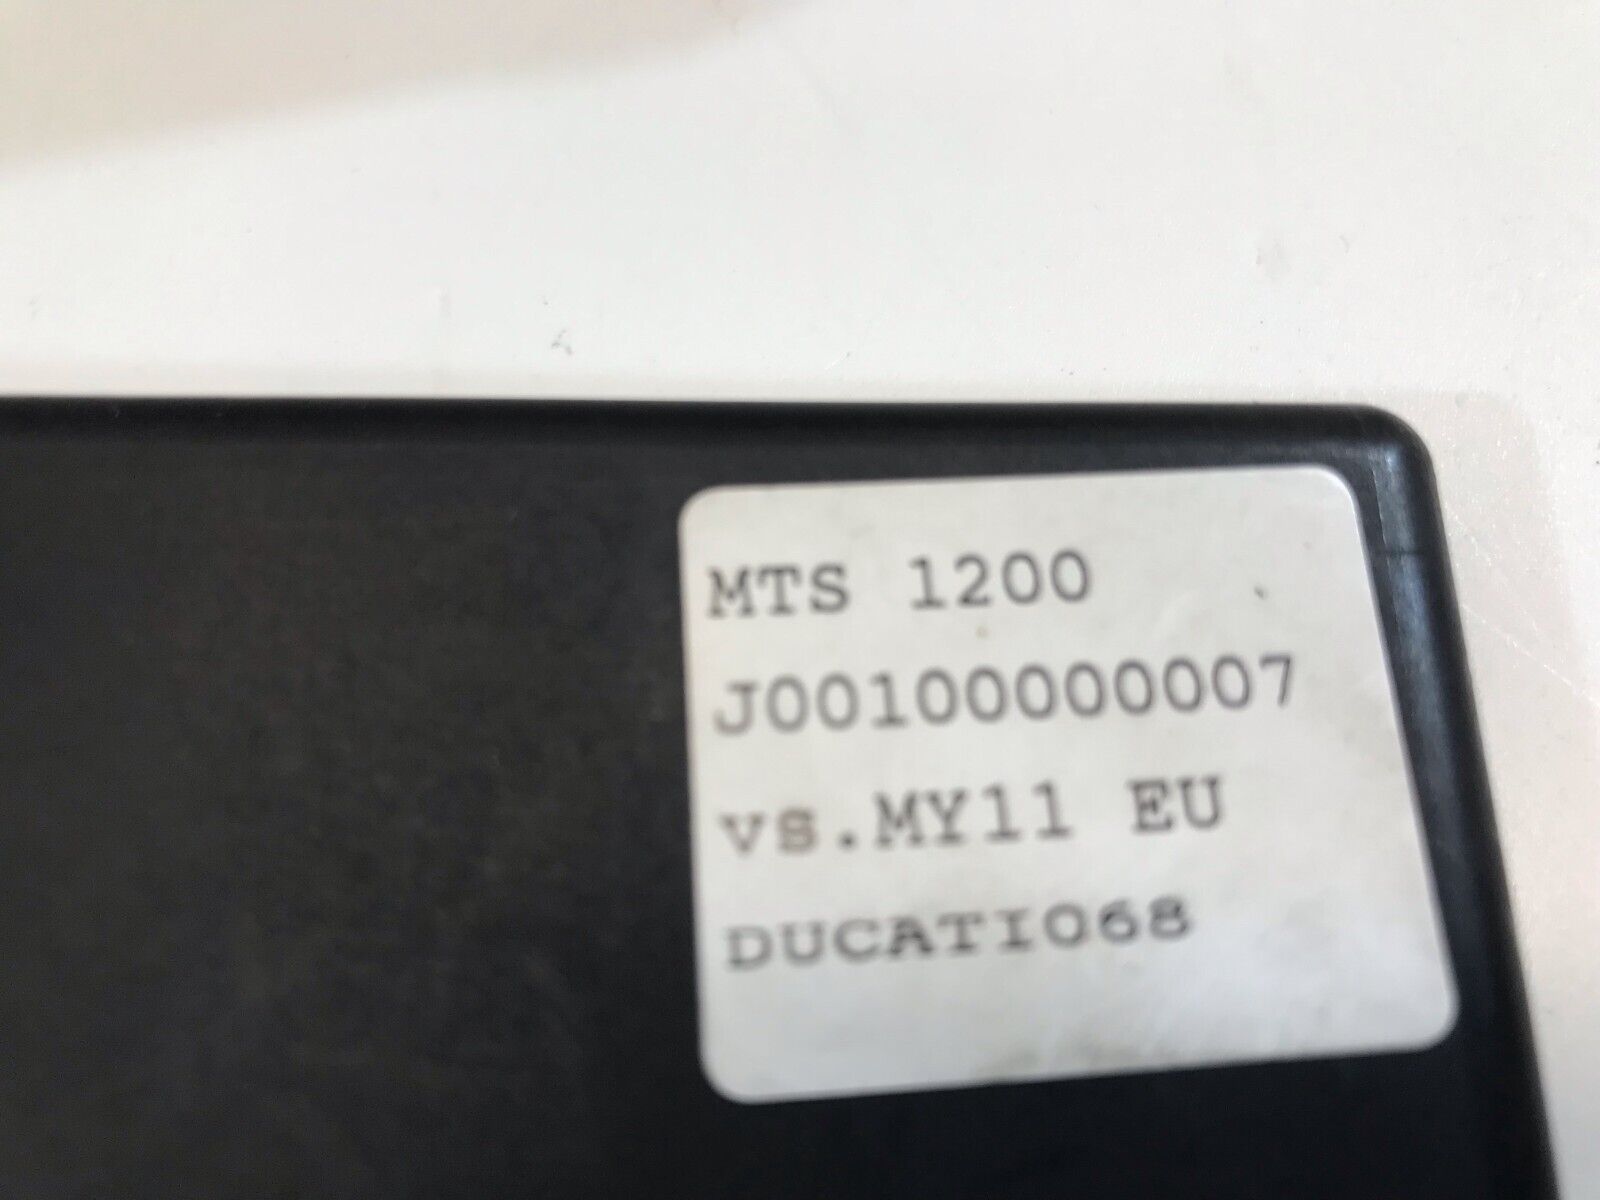 MTS 1200
J00100000007
vs.MY11 EU
DUCATI068